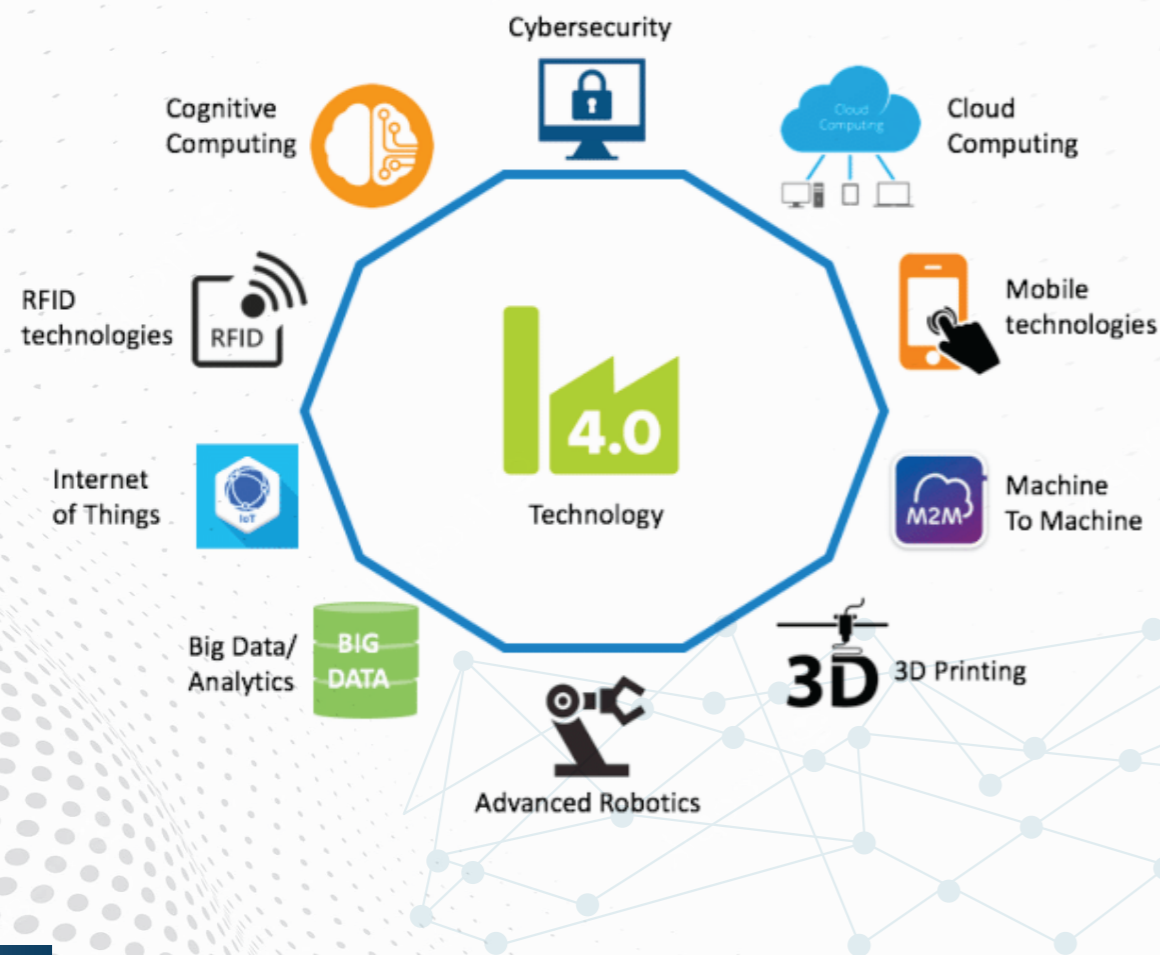 Cybersecurity
Cognitive
Computing
Cloud
Computing
Cloud
Computing
RFID
technologies
RFID
Mobile
technologies
4.0
Technology
Internet
of Things
IoT
M2M
Machine
To Machine
Big Data/
Analytics
BIG
DATA
3D
3D Printing
Advanced Robotics